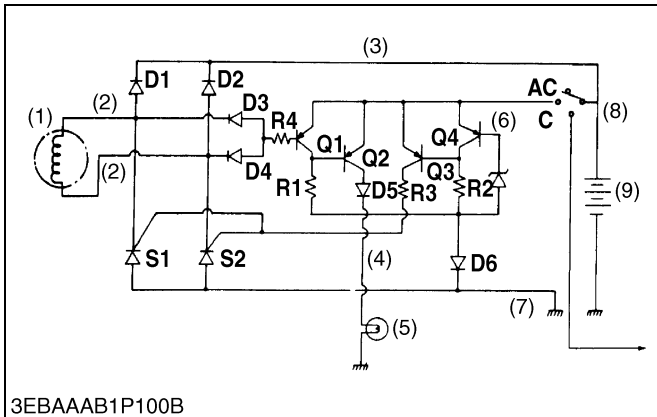 (3)
D1 D2 AC
(1) (2) D3 (6) (8)
R4 Q4 C
Q1
(2) D4 Q2 Q3
R1 D5 R3 R2 (9)
S1 S2 (4) D6
(7)
(5)
3EBAAAB1P100B